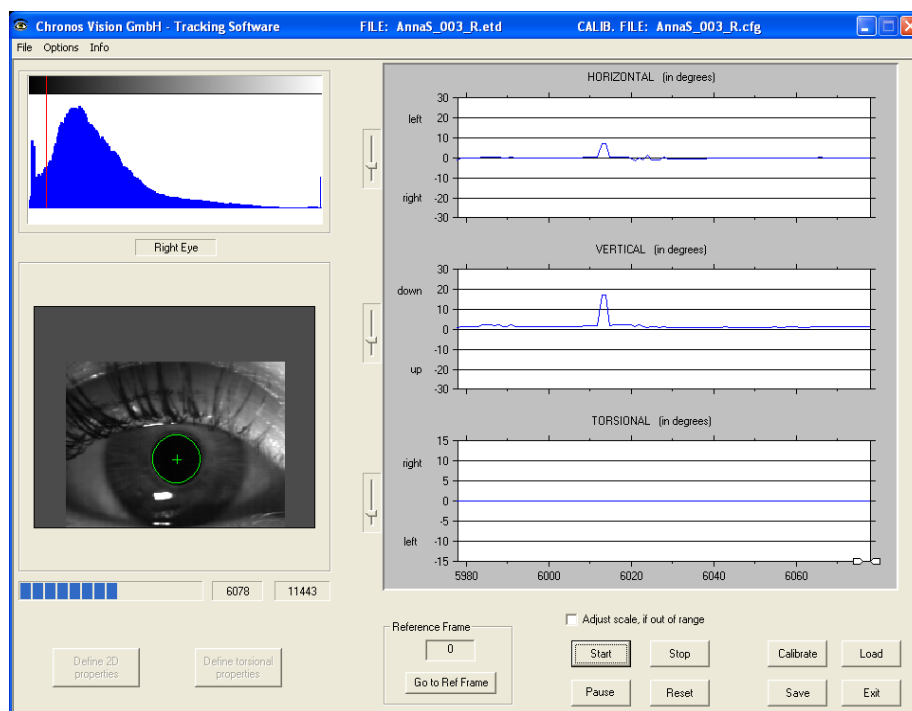 Chronos Vision GmbH - Tracking Software FILE: AnnaS_003_R.etd CALIB. FILE: AnnaS_003_R.cfg
File Options Info
Right Eye
6078 11443
Define 2D properties
Define torsional properties
HORIZONTAL (in degrees)
left
right
30
20
10
0
-10
-20
-30
VERTICAL (in degrees)
down
up
30
20
10
0
-10
-20
-30
TORSIONAL (in degrees)
right
left
15
10
5
0
-5
-10
-15
5980 6000 6020 6040 6060
Reference Frame
0
Go to Ref Frame
Adjust scale, if out of range
Start Stop Calibrate Load
Pause Reset Save Exit